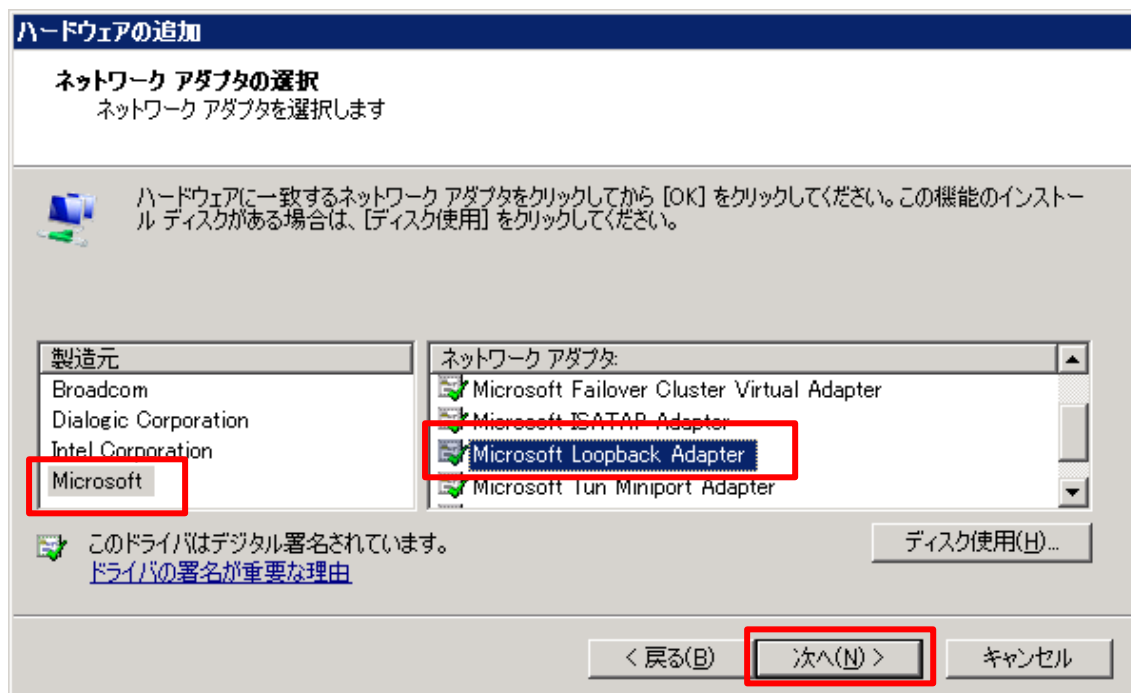 ハードウェアの追加
ネットワーク アダプタの選択
ネットワーク アダプタを選択します
ハードウェアに一致するネットワーク アダプタをクリックしてから [OK] をクリックしてください。この機能のインストー
ル ディスクがある場合は、[ディスク使用] をクリックしてください。
製造元
Broadcom
Dialogic Corporation
Intel Corporation
Microsoft
ネットワーク アダプタ:
Microsoft Failover Cluster Virtual Adapter
Microsoft ISATAP Adapter
Microsoft Loopback Adapter
Microsoft Tun Miniport Adapter
このドライバはデジタル署名されています。
ドライバの署名が重要な理由
ディスク使用(H)...
< 戻る(B)
次へ(N) >
キャンセル